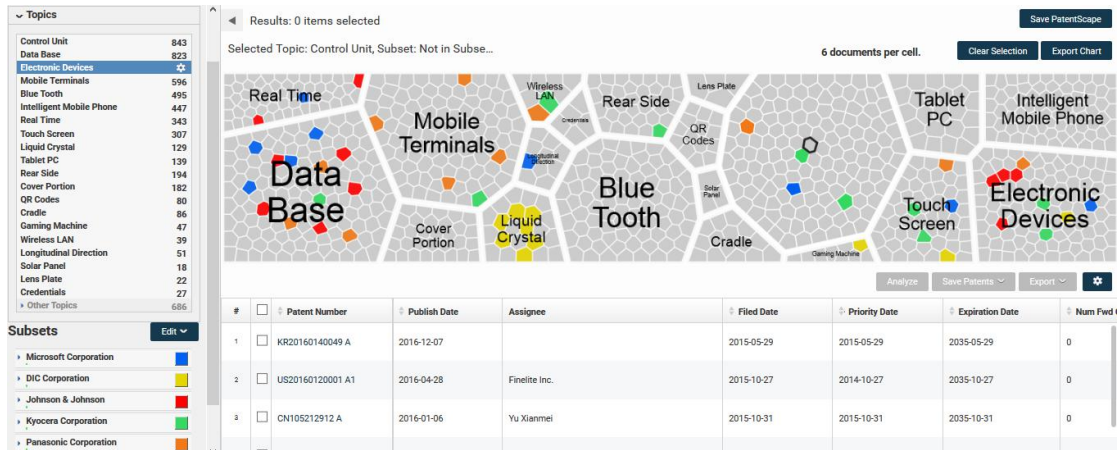 Topics
Control Unit 843
Data Base 823
Electronic Devices
Mobile Terminals 596
Blue Tooth 495
Intelligent Mobile Phone 447
Real Time 343
Touch Screen 307
Liquid Crystal 129
Tablet PC 139
Rear Side 194
Cover Portion 182
QR Codes 80
Cradle 86
Gaming Machine 47
Wireless LAN 39
Longitudinal Direction 51
Solar Panel 18
Lens Plate 22
Credentials 27
Other Topics 686
Subsets Edit
Microsoft Corporation
DIC Corporation
Johnson & Johnson
Kyocera Corporation
Panasonic Corporation
Results: 0 items selected
Save PatentScape
Selected Topic: Control Unit, Subset: Not in Subse...
6 documents per cell.
Clear Selection
Export Chart
Real Time
Data Base
Mobile Terminals
Cover Portion
Wireless LAN
Credentials
Longitudinal Direction
Liquid Crystal
Rear Side
Blue Tooth
Lens Plate
QR Codes
Solar Panel
Cradle
Gaming Machine
Tablet PC
Touch Screen
Intelligent Mobile Phone
Electronic Devices
Analyze Save Patents Export
# Patent Number Publish Date Assignee Filed Date Priority Date Expiration Date Num Fwd
1 KR20160140049 A 2016-12-07 2015-05-29 2015-05-29 2035-05-29 0
2 US20160120001 A1 2016-04-28 Finelite Inc. 2015-10-27 2014-10-27 2035-10-27 0
3 CN105212912 A 2016-01-06 Yu Xianmei 2015-10-31 2015-10-31 2035-10-31 0